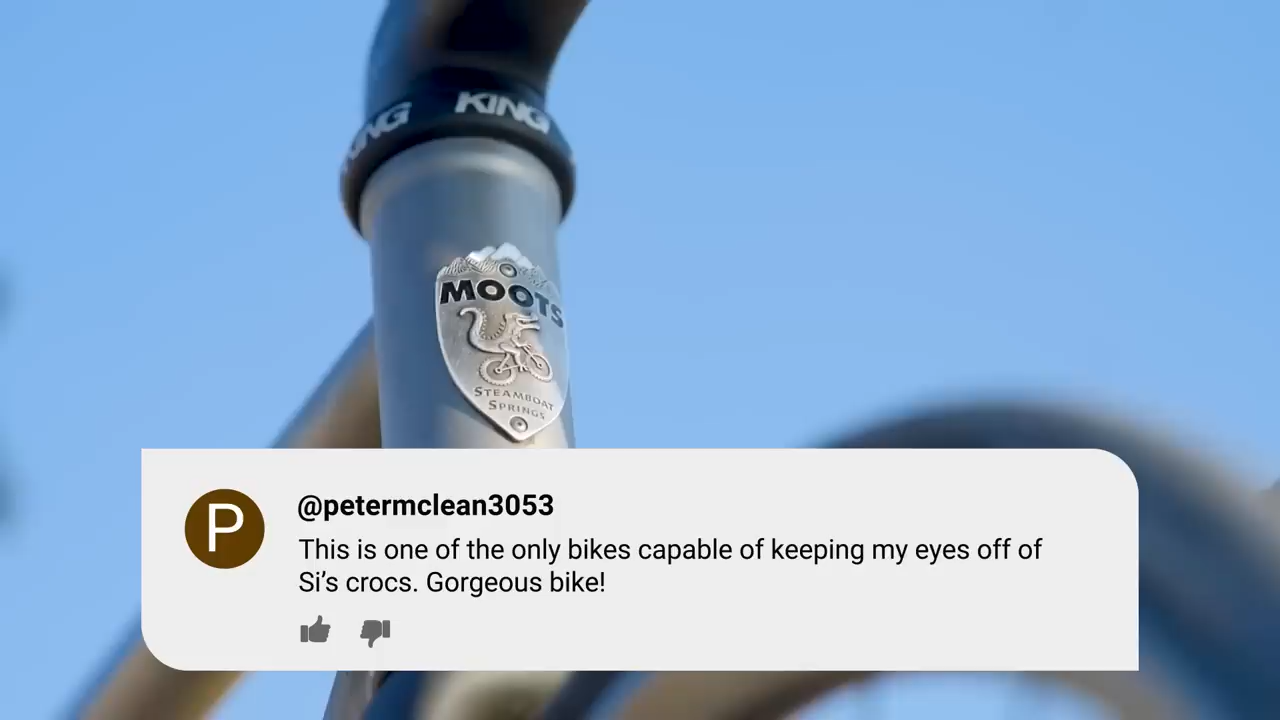 KING KING
MOOTS
STEAMBOAT
SPRINGS
P
@petermclean3053
This is one of the only bikes capable of keeping my eyes off of
Si’s crocs. Gorgeous bike!